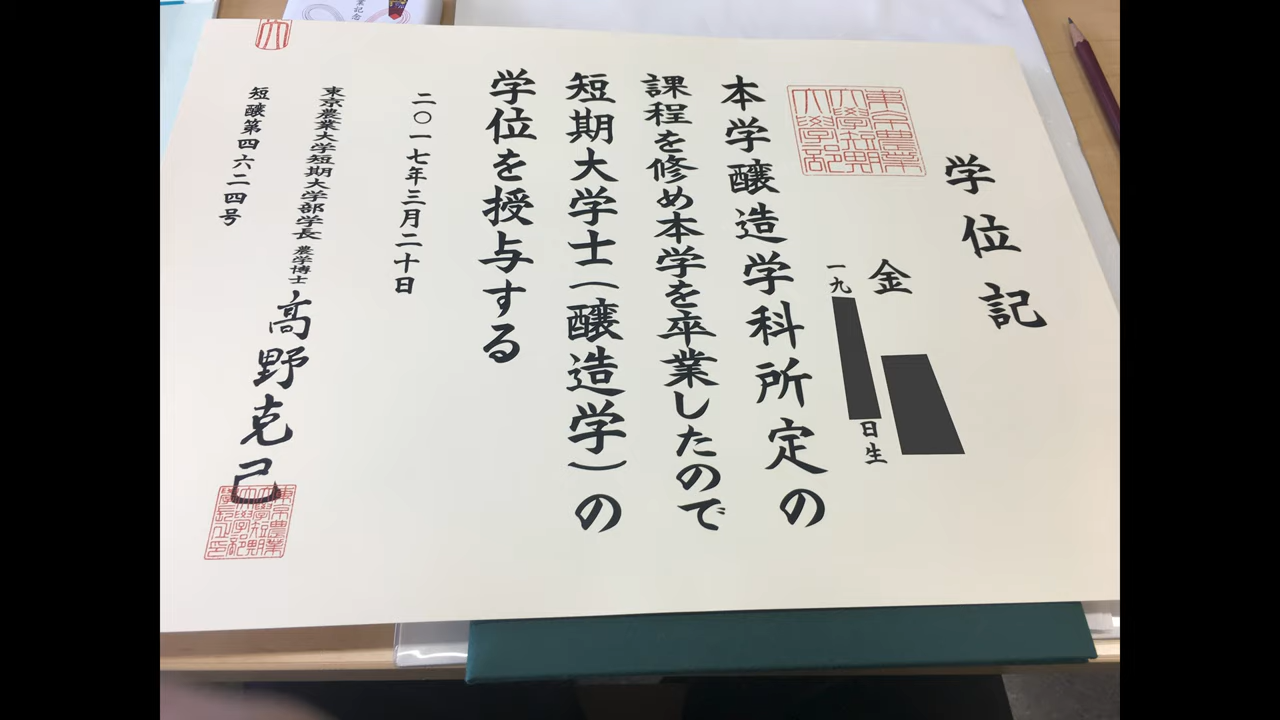 学位記
金
一九
日生
本学醸造学科所定の
課程を修め本学を卒業したので
短期大学士(醸造学)の
学位を授与する
二〇一七年三月二十日
東京農業大学短期大学部学長 農学博士 髙野克己
短醸第四六二四号